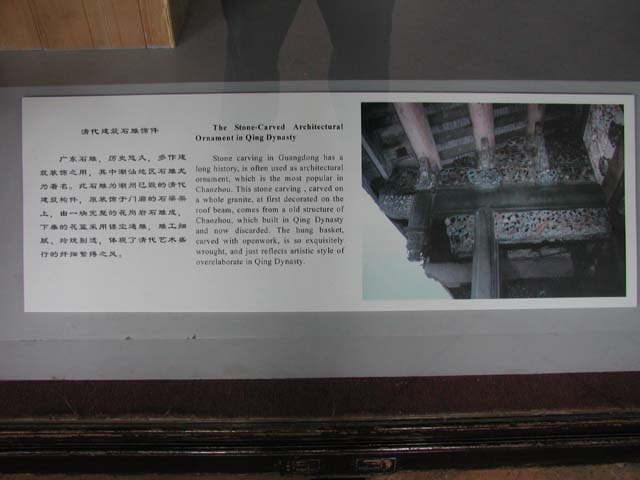 清代建筑石雕饰件
广东石雕，历史悠久，多作建
筑装饰之用，其中潮汕地区石雕尤
为著名。此石雕为潮州已毁的清代
建筑构件，原装饰于门廊的石梁架
上，由一块完整的花岗岩石雕成，
下垂的花篮采用镂空通雕，雕工细
腻、玲珑剔透，体现了清代艺术盛
行的纤细繁缛之风。
The Stone-Carved Architectural
Ornament in Qing Dynasty
Stone carving in Guangdong has a
long history, is often used as architectural
ornament, which is the most popular in
Chaozhou. This stone carving , carved on
a whole granite, at first decorated on the
roof beam, comes from a old structure of
Chaozhou, which built in Qing Dynasty
and now discarded. The hung basket,
carved with openwork, is so exquisitely
wrought, and just reflects artistic style of
overelaborate in Qing Dynasty.